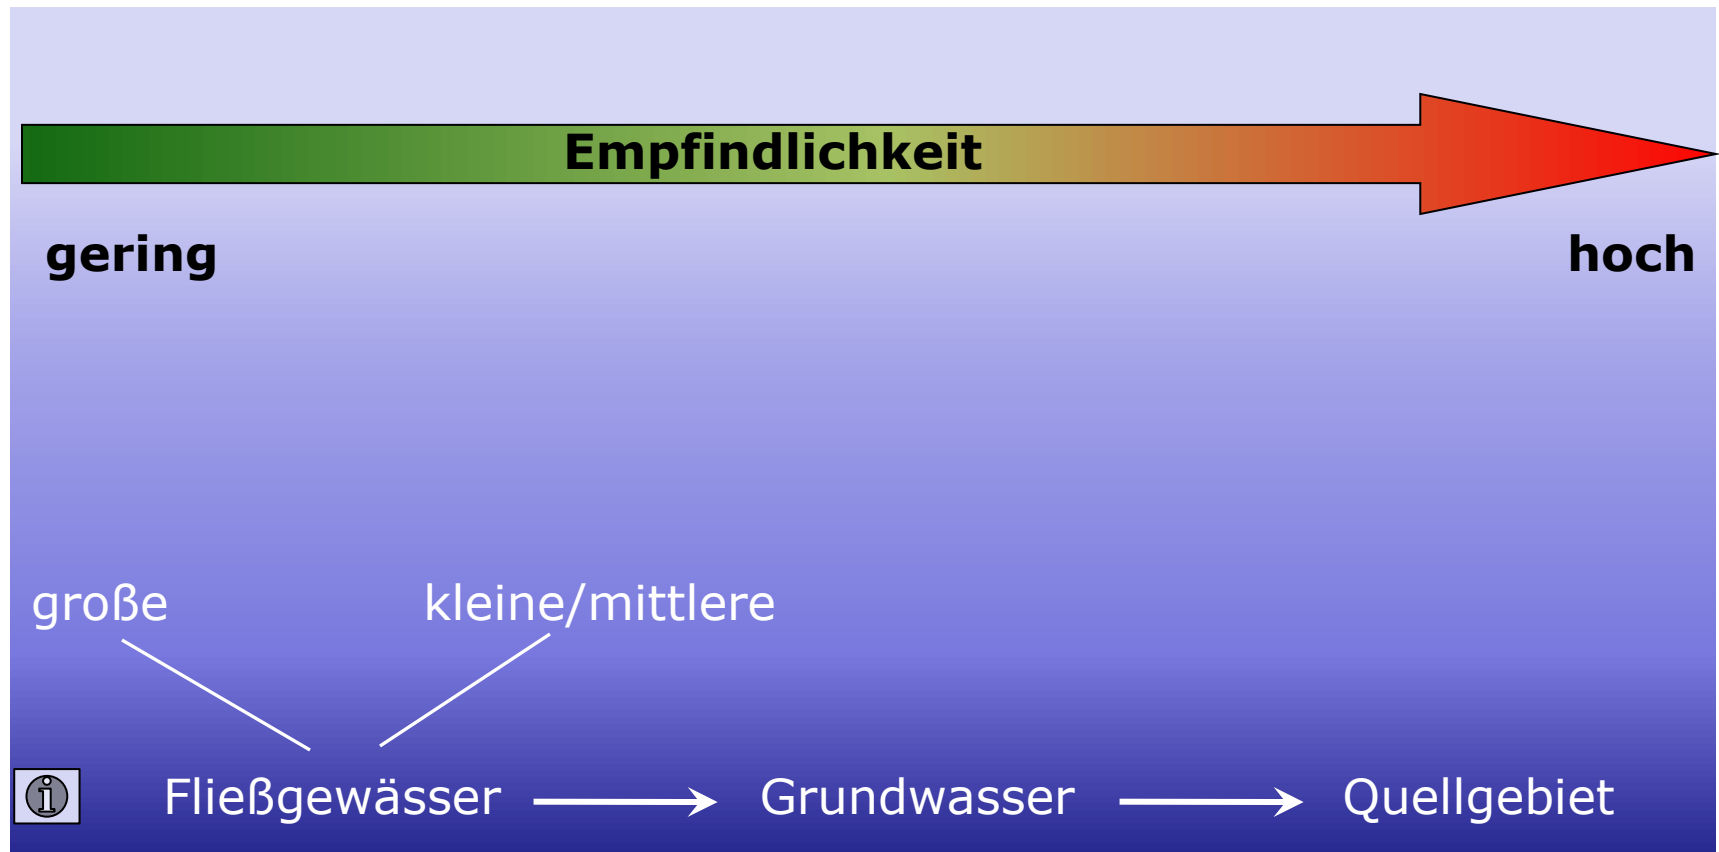 Empfindlichkeit
gering hoch
große kleine/mittlere
Fließgewässer Grundwasser Quellgebiet